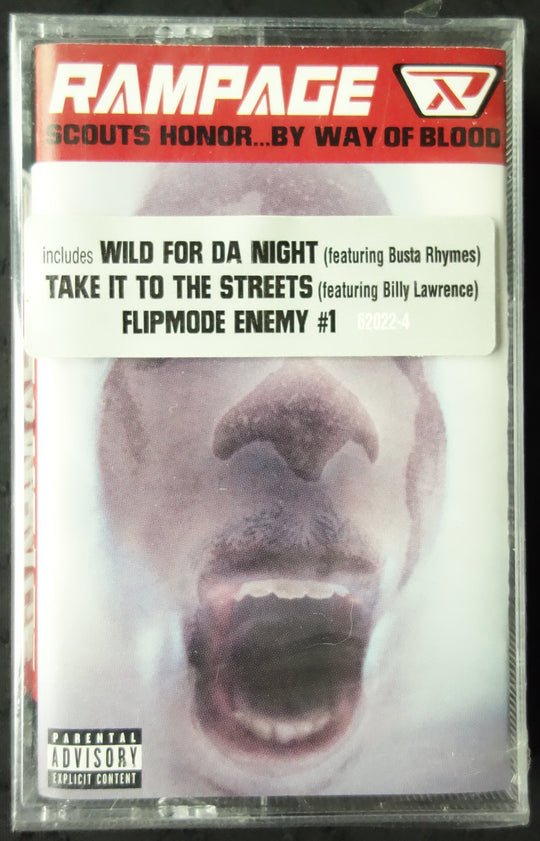 RAMPAGE
SCOUTS HONOR...BY WAY OF BLOOD
includes WILD FOR DA NIGHT (featuring Busta Rhymes)
TAKE IT TO THE STREETS (featuring Billy Lawrence)
FLIPMODE ENEMY #1 62022-4
PARENTAL
ADVISORY
EXPLICIT CONTENT